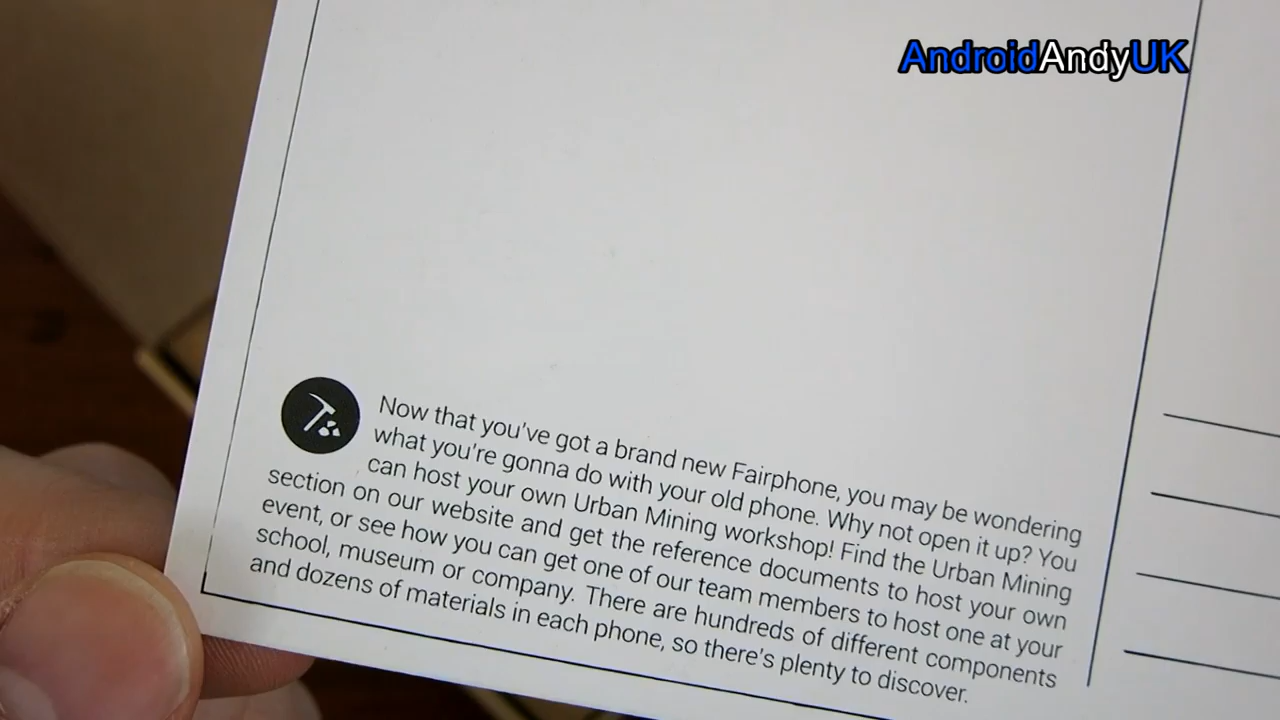 AndroidAndyUK
Now that you've got a brand new Fairphone, you may be wondering
what you're gonna do with your old phone. Why not open it up? You
can host your own Urban Mining workshop! Find the Urban Mining
section on our website and get the reference documents to host your own
event, or see how you can get one of our team members to host one at your
school, museum or company. There are hundreds of different components
and dozens of materials in each phone, so there's plenty to discover.